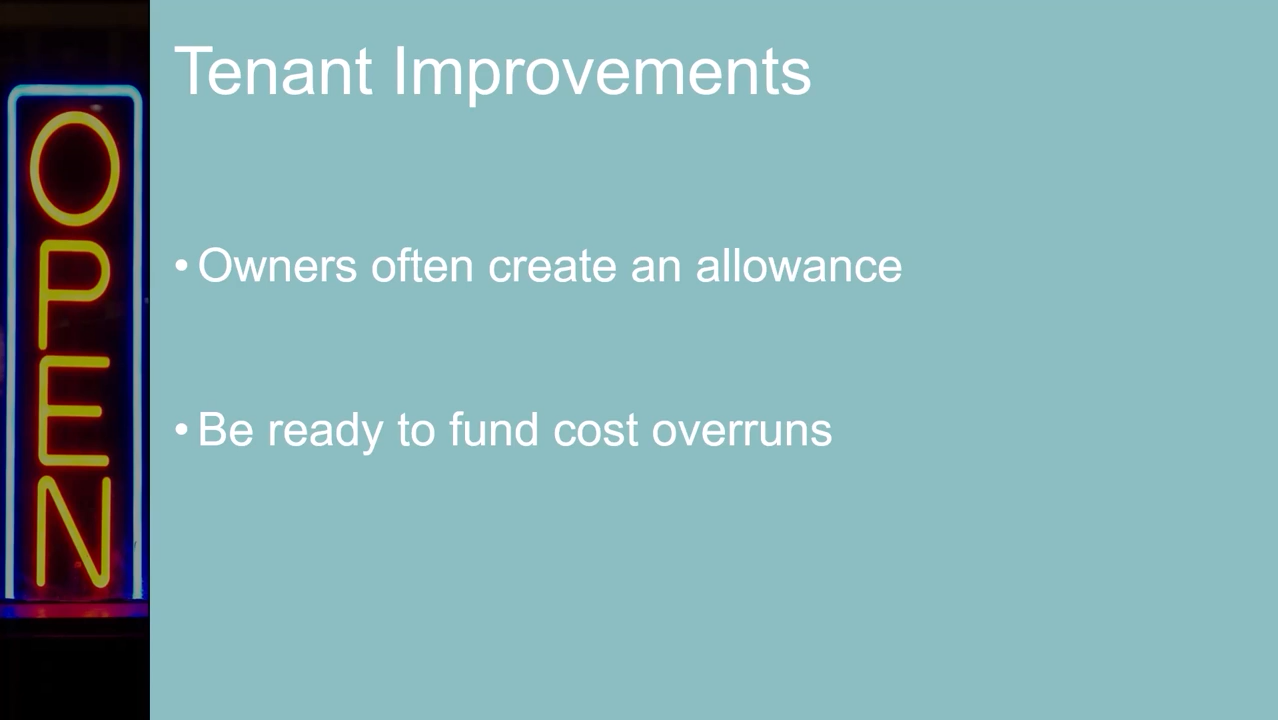 Tenant Improvements
• Owners often create an allowance
• Be ready to fund cost overruns
OPEN